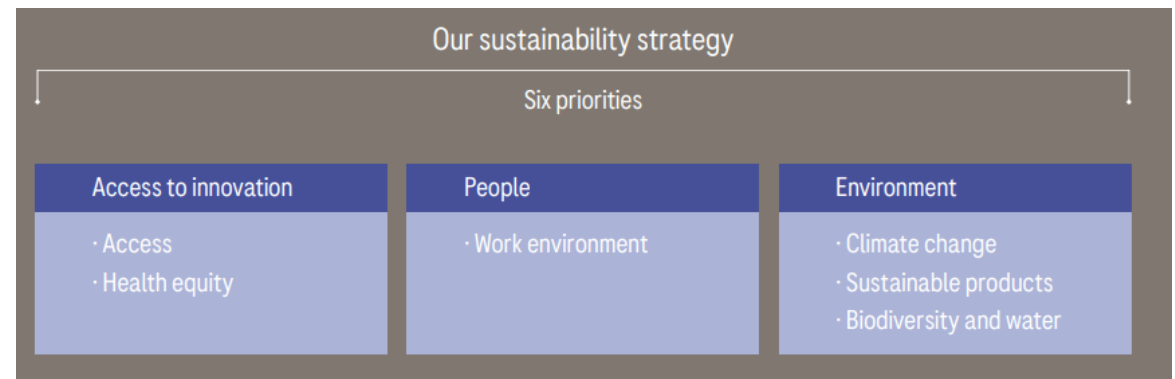 Our sustainability strategy
Six priorities
Access to innovation
· Access
· Health equity
People
· Work environment
Environment
· Climate change
· Sustainable products
· Biodiversity and water